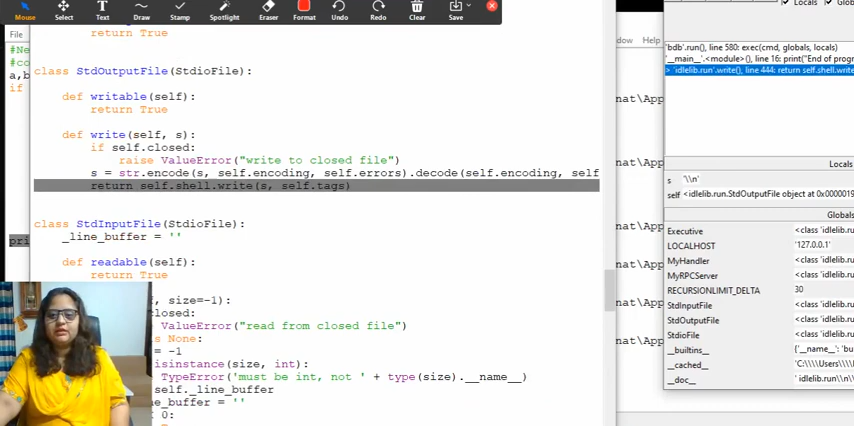 Mouse Select Text Draw Stamp Spotlight Eraser Format Undo Redo Clear Save
File
#Ne
#co
a,b
if
pri
return True
class StdOutputFile(StdioFile):
def writable(self):
return True
def write(self, s):
if self.closed:
raise ValueError("write to closed file")
s = str.encode(s, self.encoding, self.errors).decode(self.encoding, self
return self.shell.write(s, self.tags)
class StdInputFile(StdioFile):
_line_buffer = ''
def readable(self):
return True
, size=-1):
closed:
ValueError("read from closed file")
s None:
= -1
isinstance(size, int):
TypeError('must be int, not ' + type(size).__name__)
self._line_buffer
ne_buffer = ''
0:
dow Help
nat\App
nat\App
nat\App
nat\App
nat\App
nat\App
Locals
'bdb'.run(), line 580: exec(cmd, globals, locals)
'__main__'.<module>(), line 16: print("End of progr
> 'idlelib.run'.write(), line 444: return self.shell.write
Locals
s '\\n'
self <idlelib.run.StdOutputFile object at 0x0000019
Globals
Executive <class 'idlelib.r
LOCALHOST '127.0.0.1'
MyHandler <class 'idlelib.r
MyRPCServer <class 'idlelib.r
RECURSIONLIMIT_DELTA 30
StdInputFile <class 'idlelib.r
StdOutputFile <class 'idlelib.r
StdioFile <class 'idlelib.r
__builtins__ {'__name__': 'bu
__cached__ 'C:\\\\Users\\\\l
__doc__ ' idlelib.run\\n\\n